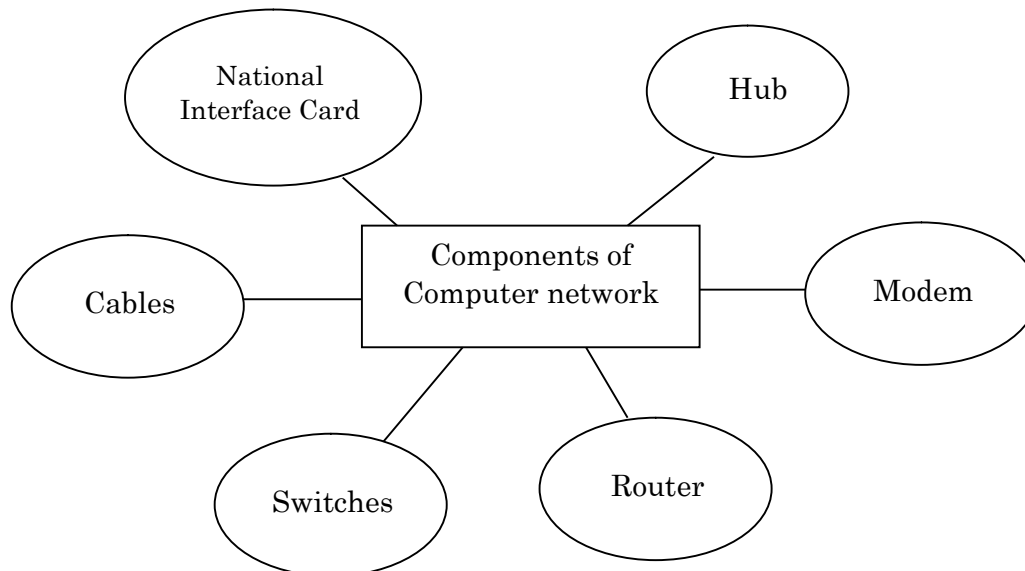 National
Interface Card
Hub
Components of
Computer network
Cables
Modem
Switches
Router